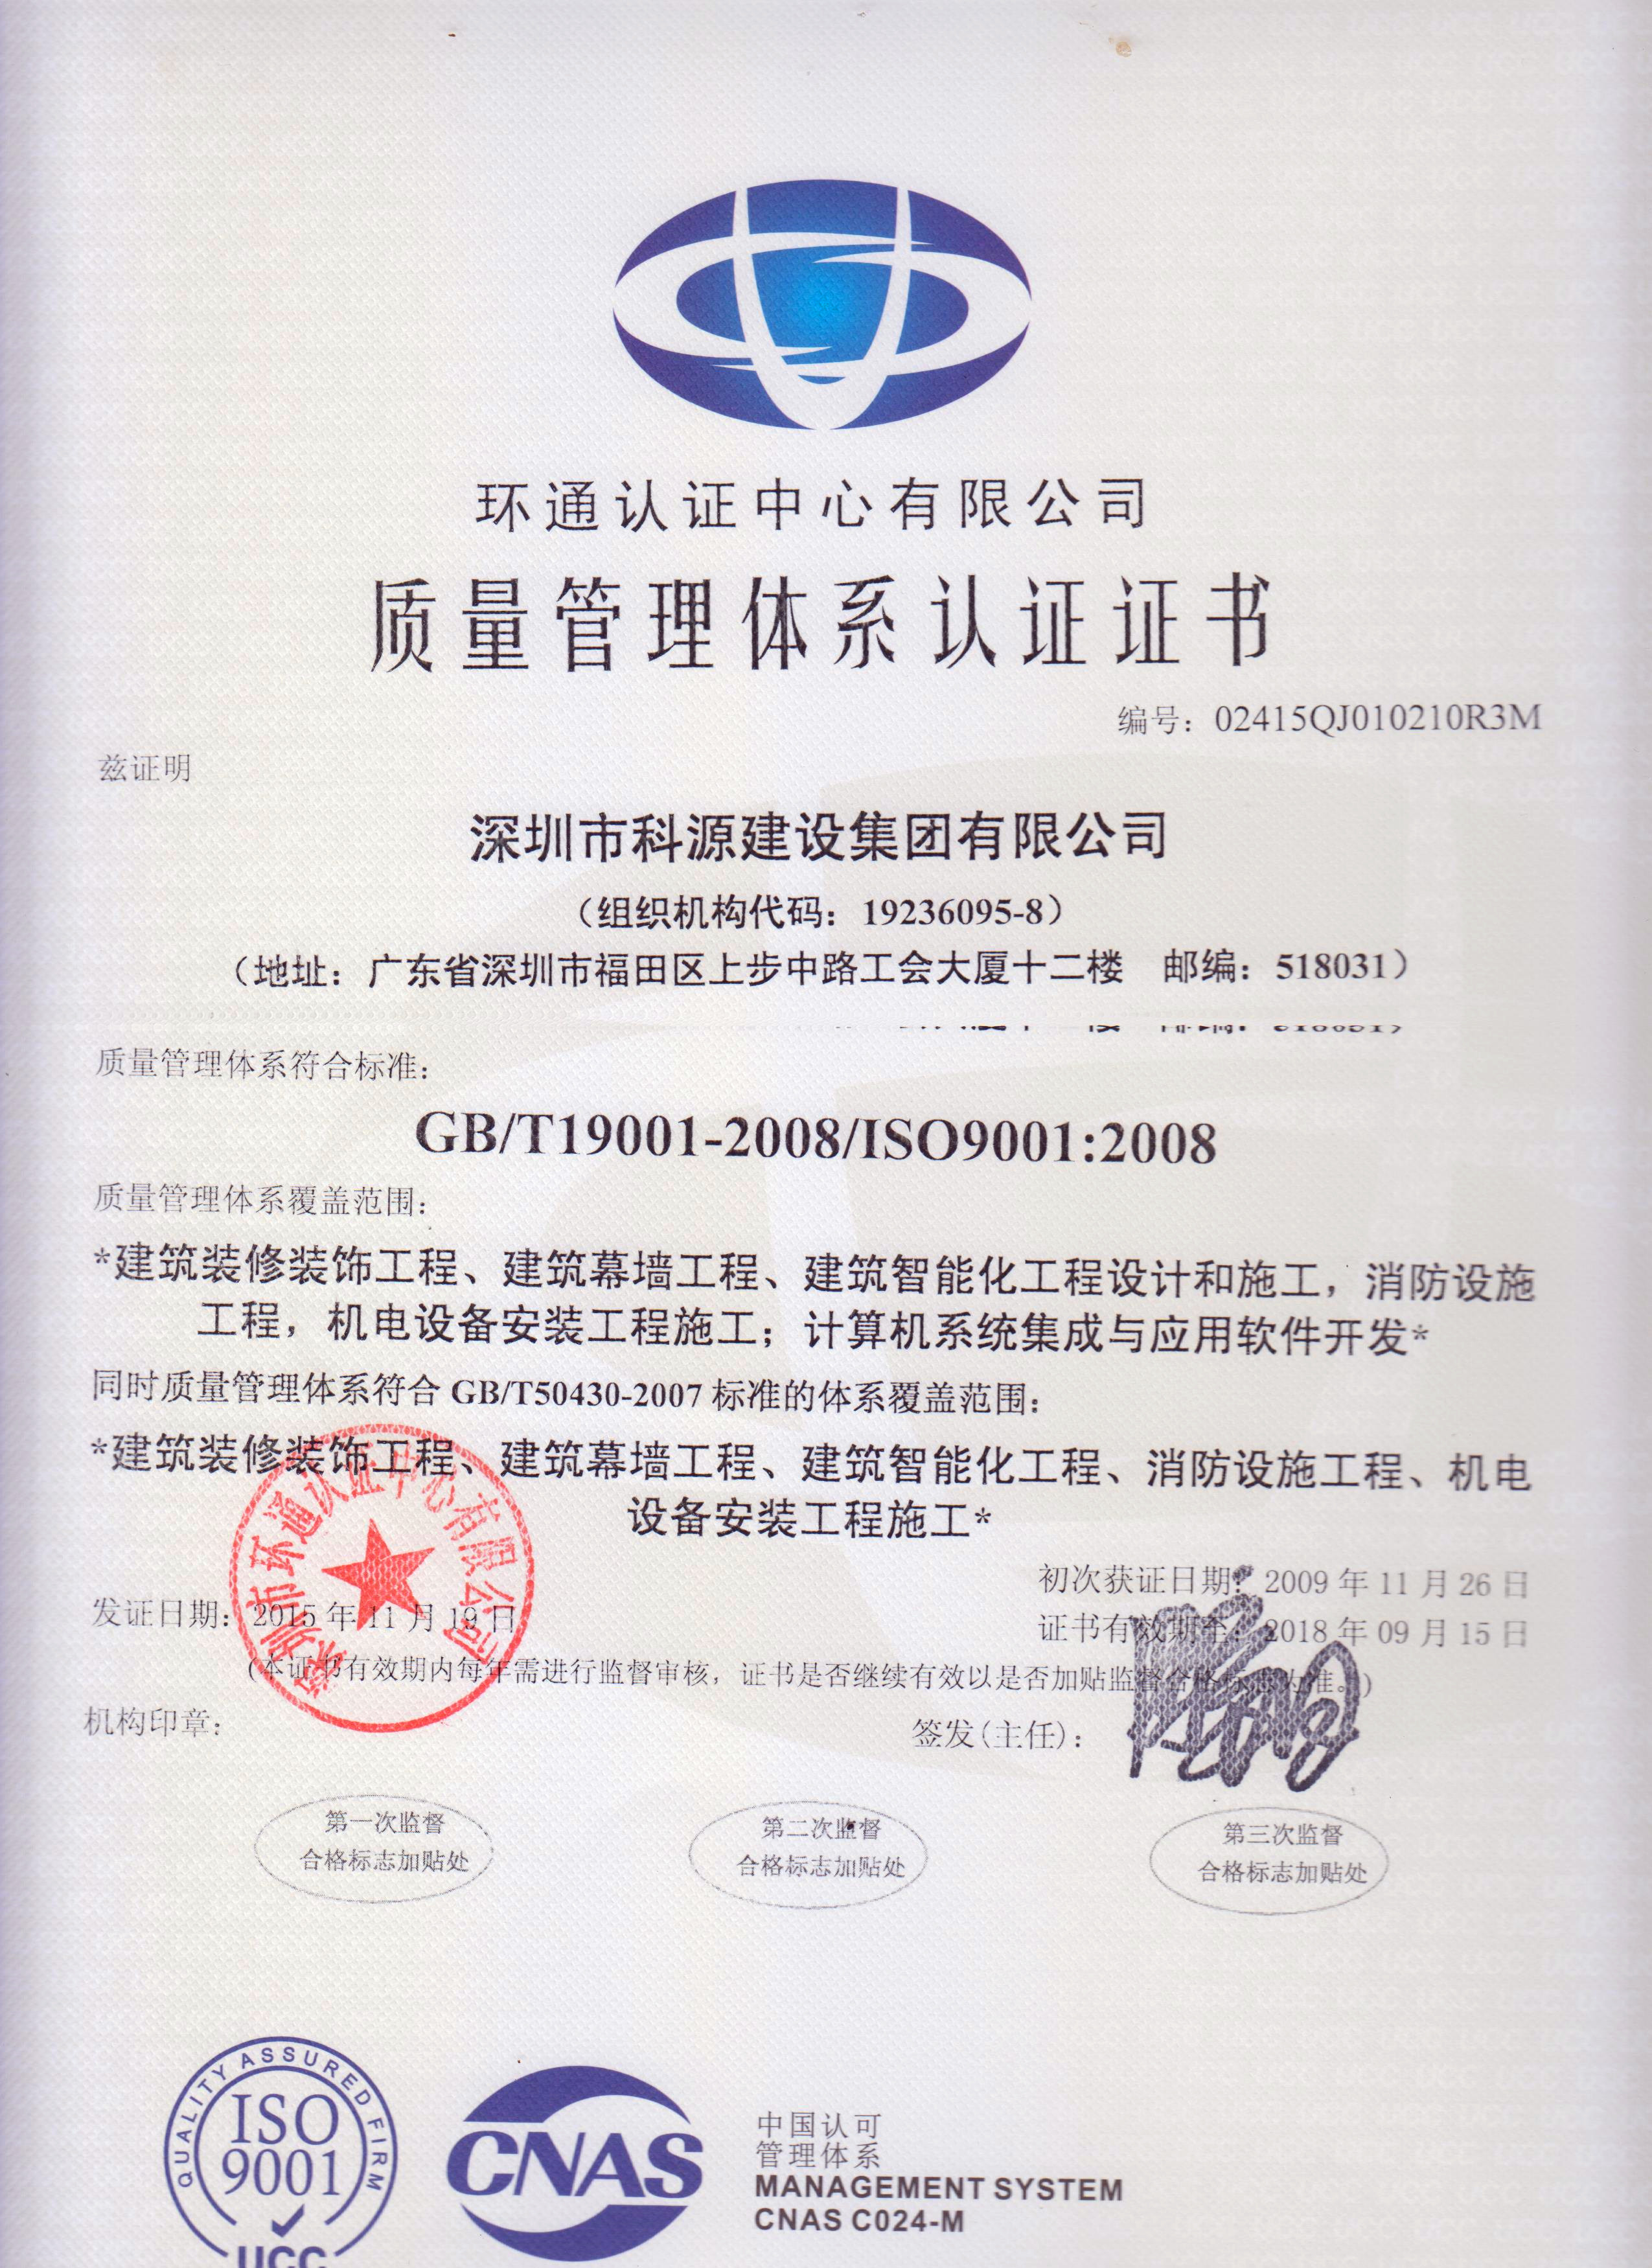 环通认证中心有限公司
质量管理体系认证证书
编号：02415QJ010210R3M
兹证明
深圳市科源建设集团有限公司
（组织机构代码：19236095-8）
（地址：广东省深圳市福田区上步中路工会大厦十二楼 邮编：518031）
质量管理体系符合标准：
GB/T19001-2008/ISO9001:2008
质量管理体系覆盖范围：
*建筑装修装饰工程、建筑幕墙工程、建筑智能化工程设计和施工，消防设施
工程，机电设备安装工程施工；计算机系统集成与应用软件开发*
同时质量管理体系符合 GB/T50430-2007 标准的体系覆盖范围：
*建筑装修装饰工程、建筑幕墙工程、建筑智能化工程、消防设施工程、机电
设备安装工程施工*
深圳市环通认证中心有限公司
初次获证日期：2009 年 11 月 26 日
发证日期：2015 年 11 月 19 日
证书有效期至：2018 年 09 月 15 日
(本证书有效期内每年需进行监督审核，证书是否继续有效以是否加贴监督合格标志为准。)
机构印章：
签发(主任)：
第一次监督
合格标志加贴处
第二次监督
合格标志加贴处
第三次监督
合格标志加贴处
QUALITY ASSURED FIRM
ISO
9001
UCC
CNAS
中国认可
管理体系
MANAGEMENT SYSTEM
CNAS C024-M